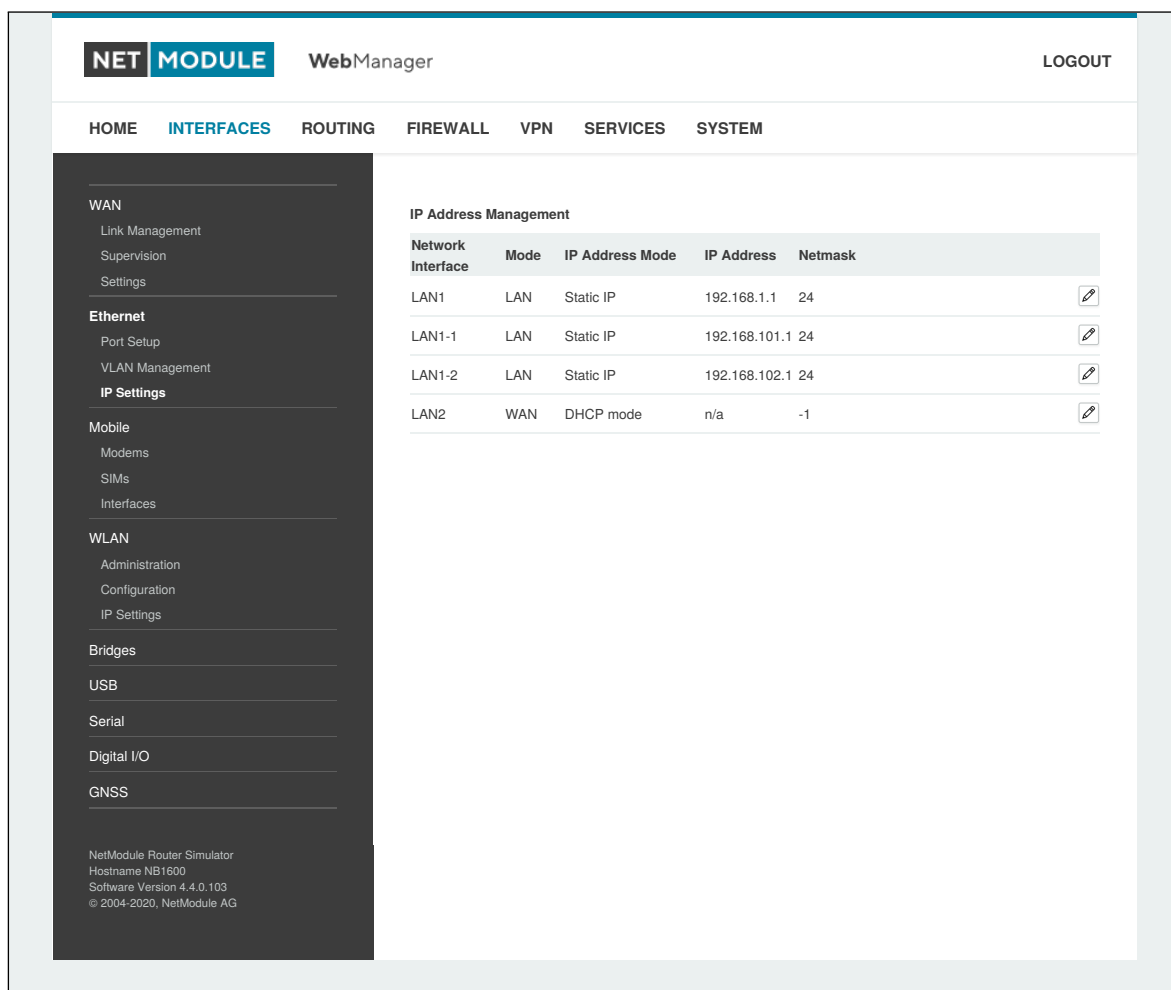 NET MODULE WebManager LOGOUT
HOME INTERFACES ROUTING FIREWALL VPN SERVICES SYSTEM
WAN
Link Management
Supervision
Settings
Ethernet
Port Setup
VLAN Management
IP Settings
Mobile
Modems
SIMs
Interfaces
WLAN
Administration
Configuration
IP Settings
Bridges
USB
Serial
Digital I/O
GNSS
NetModule Router Simulator
Hostname NB1600
Software Version 4.4.0.103
© 2004-2020, NetModule AG
IP Address Management
Network Interface Mode IP Address Mode IP Address Netmask
LAN1 LAN Static IP 192.168.1.1 24
LAN1-1 LAN Static IP 192.168.101.1 24
LAN1-2 LAN Static IP 192.168.102.1 24
LAN2 WAN DHCP mode n/a -1